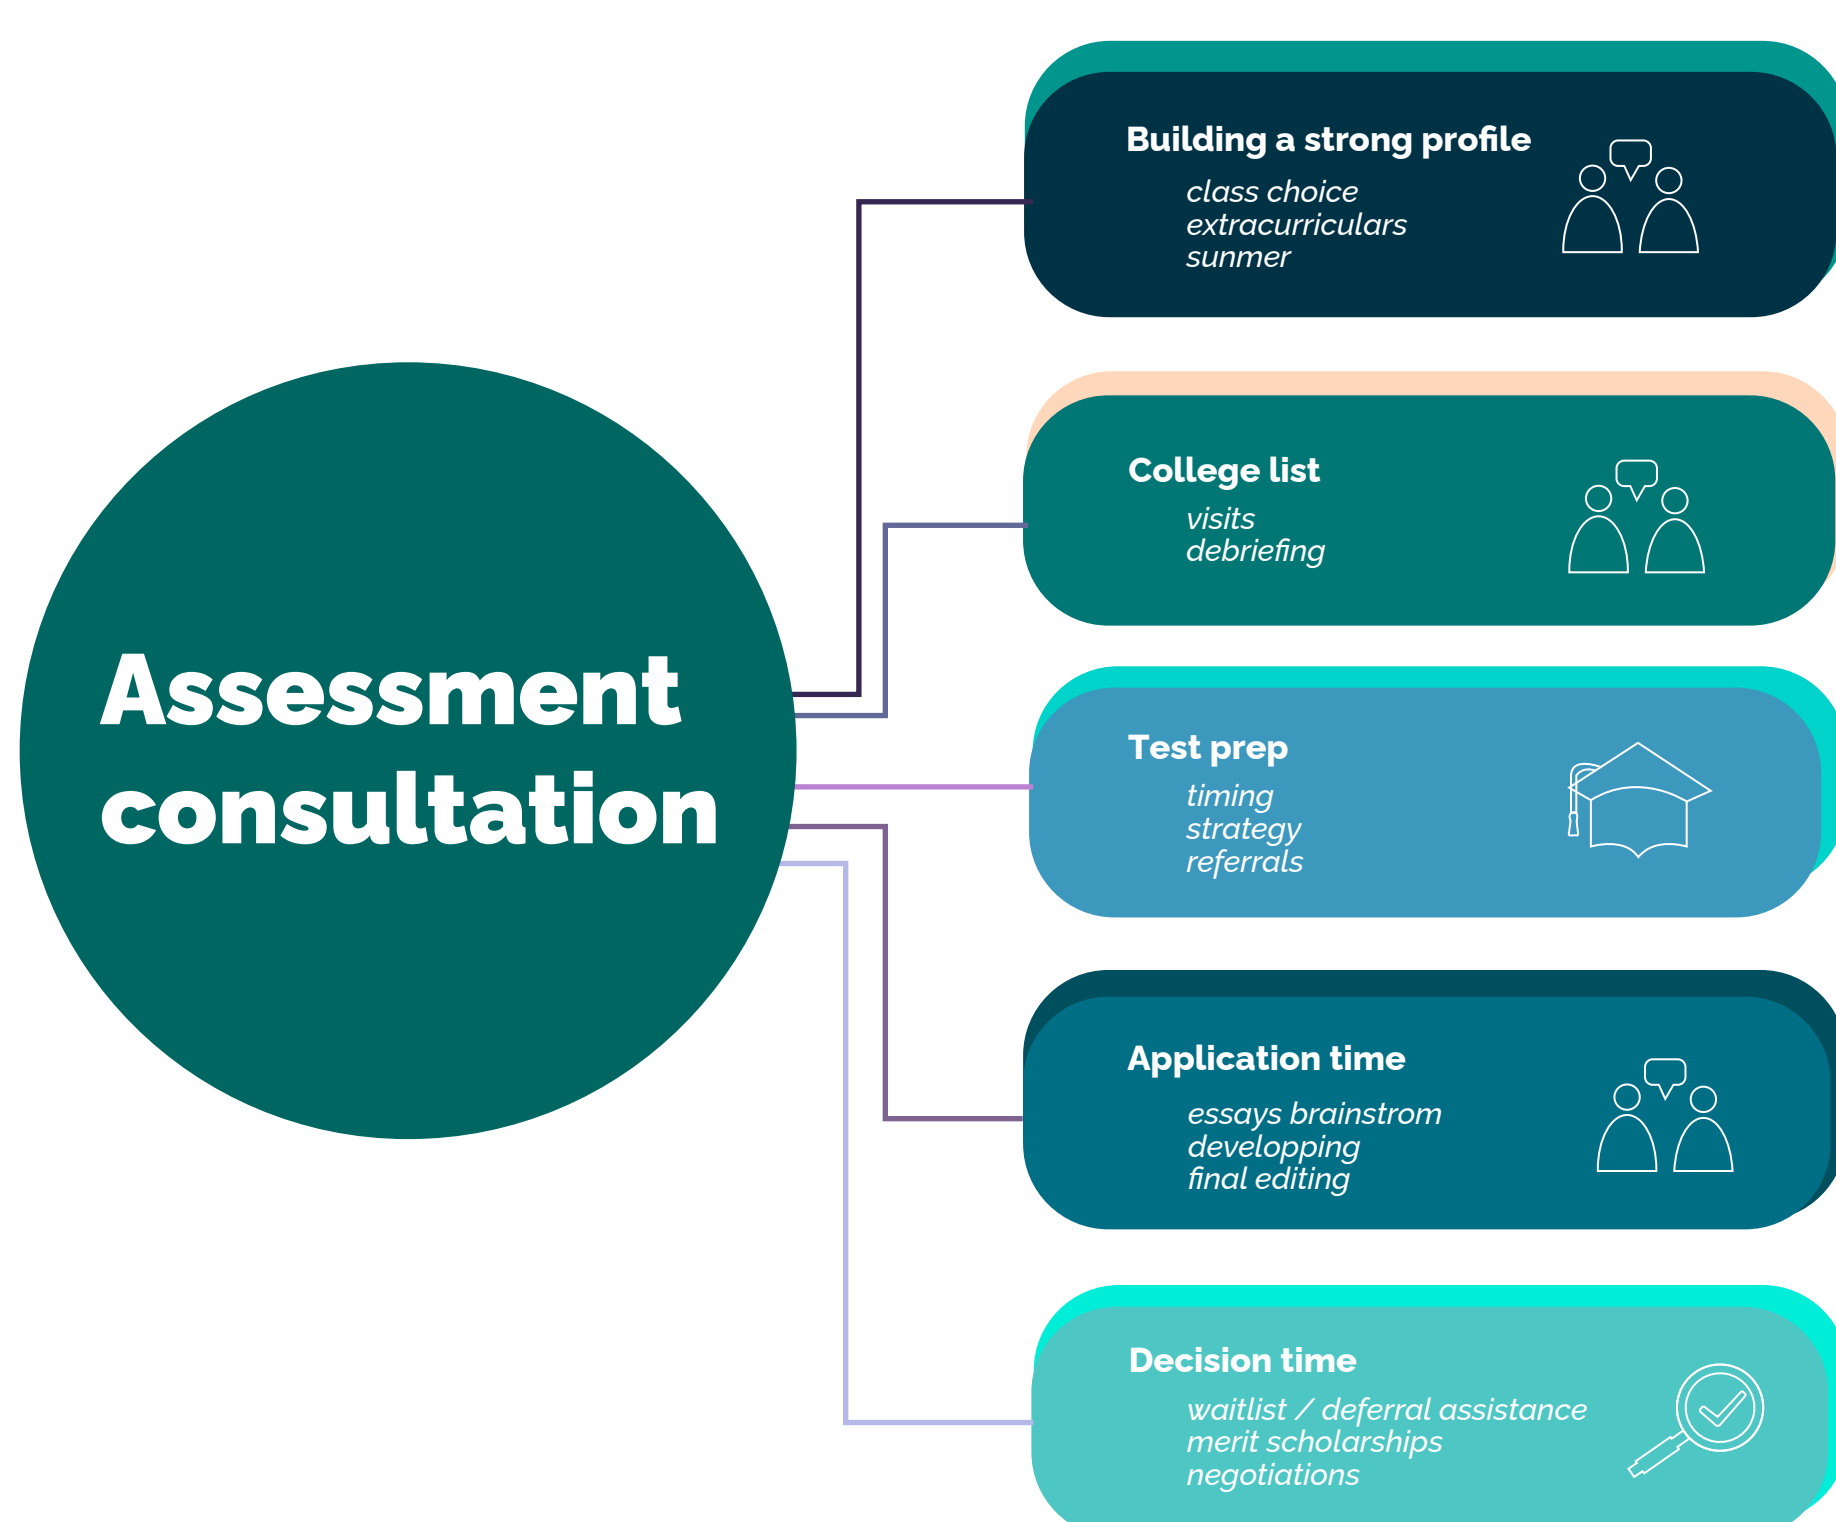 Assessment
consultation
Building a strong profile
class choice
extracurriculars
sunmer
College list
visits
debriefing
Test prep
timing
strategy
referrals
Application time
essays brainstrom
developping
final editing
Decision time
waitlist / deferral assistance
merit scholarships
negotiations